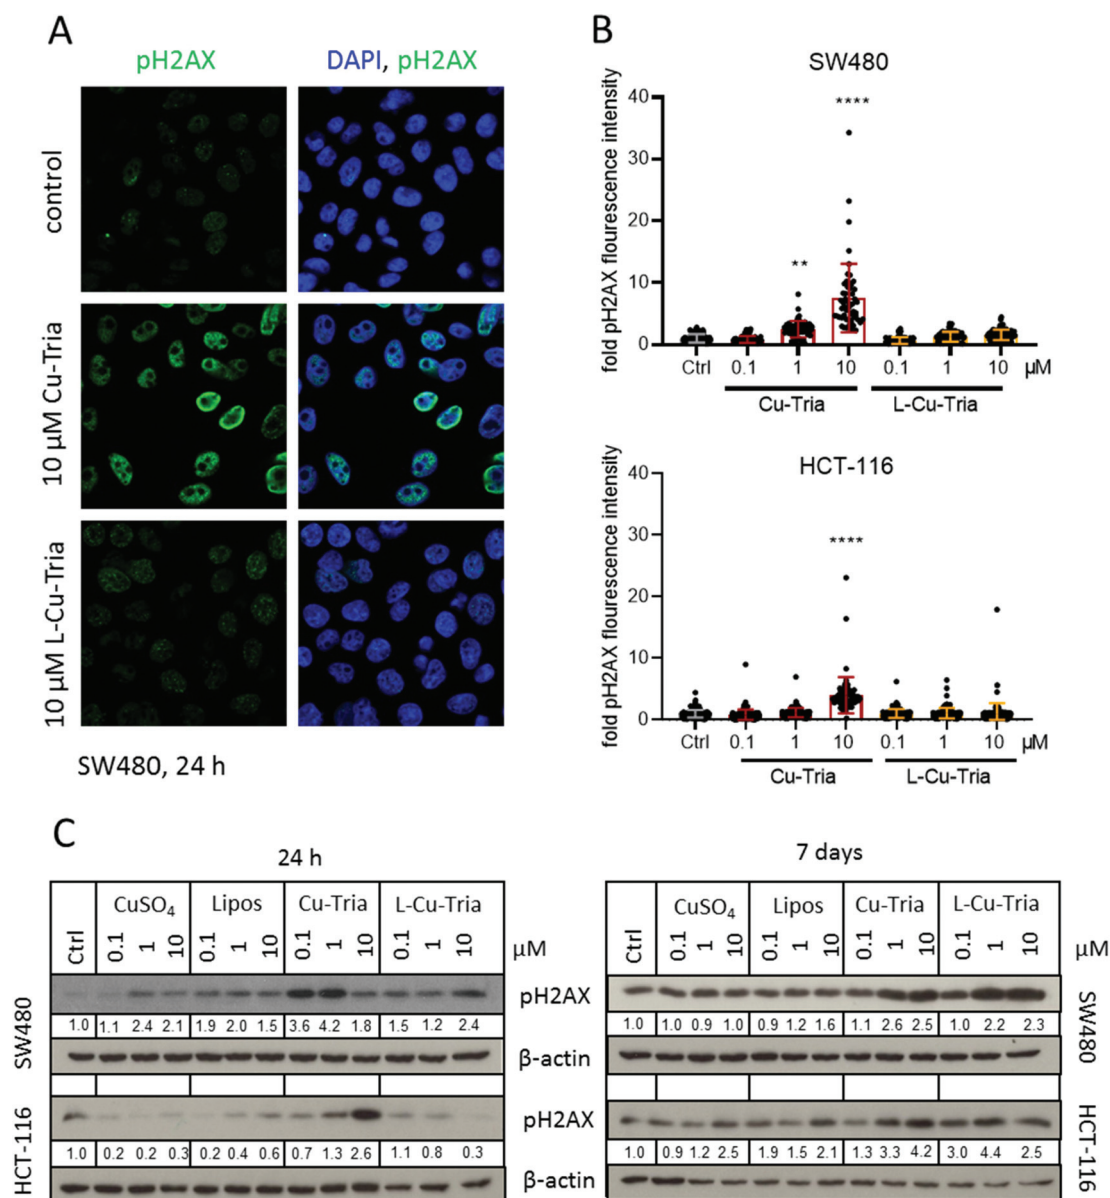 A
pH2AX
DAPI, pH2AX
control
10 µM Cu-Tria
10 µM L-Cu-Tria
SW480, 24 h
B
SW480
fold pH2AX flourescence intensity
40
30
20
10
0
**
****
Ctrl 0.1 1 10 0.1 1 10 µM
Cu-Tria L-Cu-Tria
HCT-116
fold pH2AX flourescence intensity
40
30
20
10
0
****
Ctrl 0.1 1 10 0.1 1 10 µM
Cu-Tria L-Cu-Tria
C
24 h
Ctrl CuSO4 Lipos Cu-Tria L-Cu-Tria
0.1 1 10 0.1 1 10 0.1 1 10 0.1 1 10 µM
SW480
pH2AX
1.0 1.1 2.4 2.1 1.9 2.0 1.5 3.6 4.2 1.8 1.5 1.2 2.4
β-actin
HCT-116
pH2AX
1.0 0.2 0.2 0.3 0.2 0.4 0.6 0.7 1.3 2.6 1.1 0.8 0.3
β-actin
7 days
Ctrl CuSO4 Lipos Cu-Tria L-Cu-Tria
0.1 1 10 0.1 1 10 0.1 1 10 0.1 1 10 µM
SW480
1.0 1.0 0.9 1.0 0.9 1.2 1.6 1.1 2.6 2.5 1.0 2.2 2.3
HCT-116
1.0 0.9 1.2 2.5 1.9 1.5 2.1 1.3 3.3 4.2 3.0 4.4 2.5